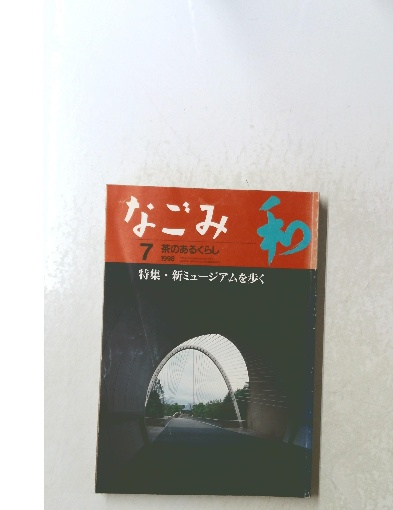 なごみ
和
7 茶のあるくらし
特集・新ミュージアムを歩く